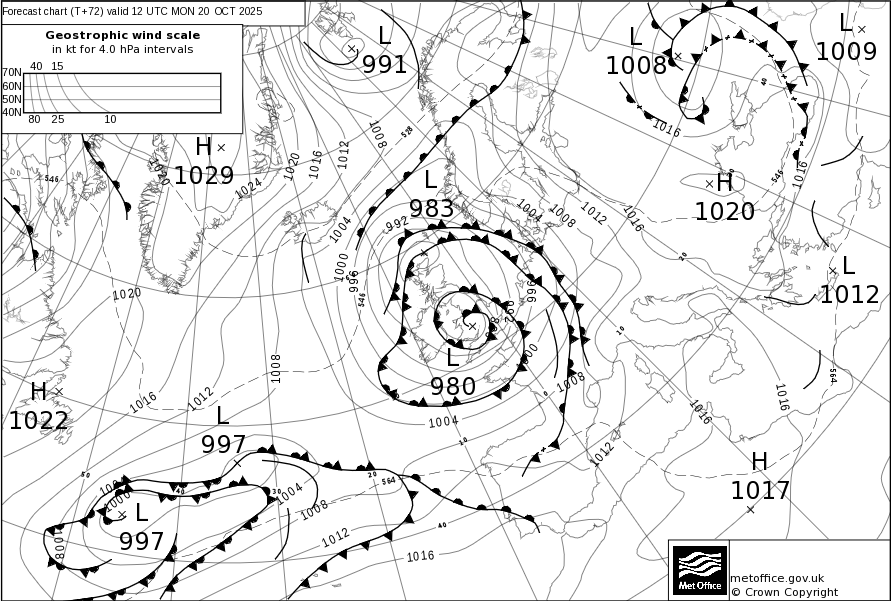 Forecast chart (T+72) valid 12 UTC MON 20 OCT 2025
Geostrophic wind scale
in kt for 4.0 hPa intervals
40 15
70N
60N
50N
40N
80 25 10
L
991
L
1008
L
1009
H
1029
L
983
H
1020
L
1012
L
980
H
1022
L
997
L
997
H
1017
1020
1024
1020
1016
1012
1008
528
1004
1000
996
546
992
1004
1008
1012
1016
1016
1016
546
40
546
1020
1016
1012
1008
1004
1008
1000
996
992
1012
1016
1016
564
20
10
0
10
50
40
30
20
564
40
1000
1008
1004
1008
1012
1016
Met Office
metoffice.gov.uk
© Crown Copyright